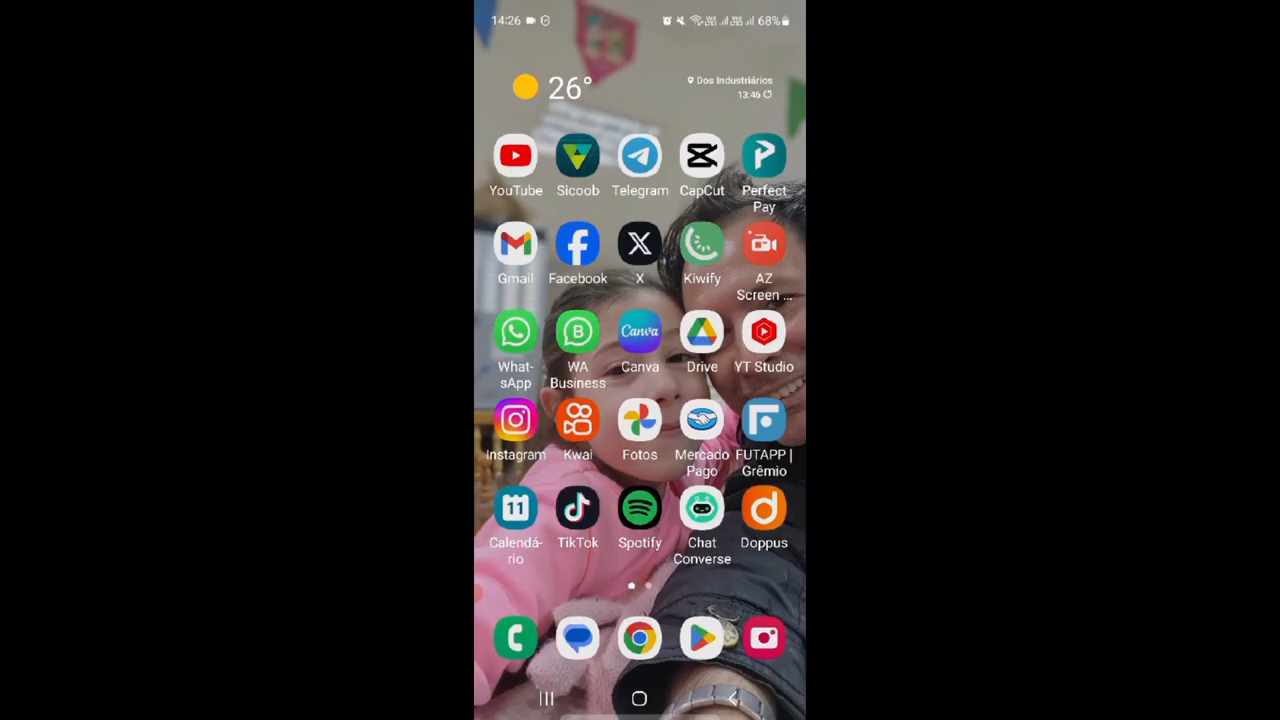 14:26
68%
26°
Dos Industriários
13:46
YouTube
Sicoob
Telegram
CapCut
Perfect
Pay
Gmail
Facebook
X
Kiwify
AZ
Screen ...
Canva
What-
sApp
WA
Business
Canva
Drive
YT Studio
Instagram
Kwai
Fotos
Mercado
Pago
FUTAPP |
Grêmio
11
Calendá-
rio
TikTok
Spotify
Chat
Converse
Doppus